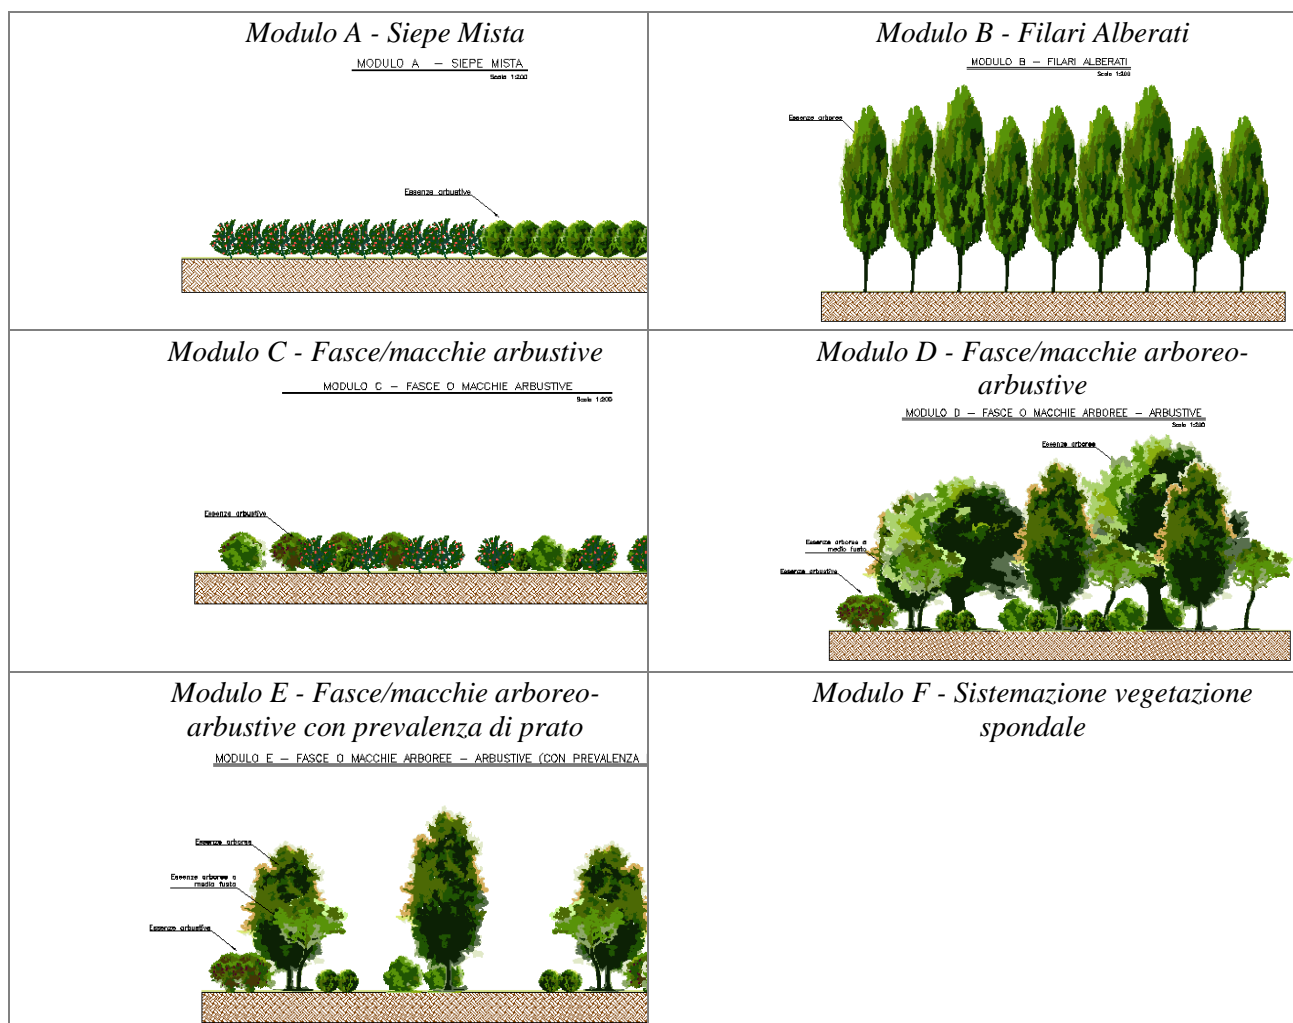 Modulo A - Siepe Mista
MODULO A – SIEPE MISTA
Scala 1:200
Essenze arbustive
Modulo B - Filari Alberati
MODULO B – FILARI ALBERATI
Scala 1:200
Essenze arboree
Modulo C - Fasce/macchie arbustive
MODULO C – FASCE O MACCHIE ARBUSTIVE
Scala 1:200
Essenze arbustive
Modulo D - Fasce/macchie arboreo-
arbustive
MODULO D – FASCE O MACCHIE ARBOREE – ARBUSTIVE
Scala 1:200
Essenze arboree
Essenze arboree a
medio fusto
Essenze arbustive
Modulo E - Fasce/macchie arboreo-
arbustive con prevalenza di prato
MODULO E – FASCE O MACCHIE ARBOREE – ARBUSTIVE (CON PREVALENZA
Essenze arboree
Essenze arboree a
medio fusto
Essenze arbustive
Modulo F - Sistemazione vegetazione
spondale